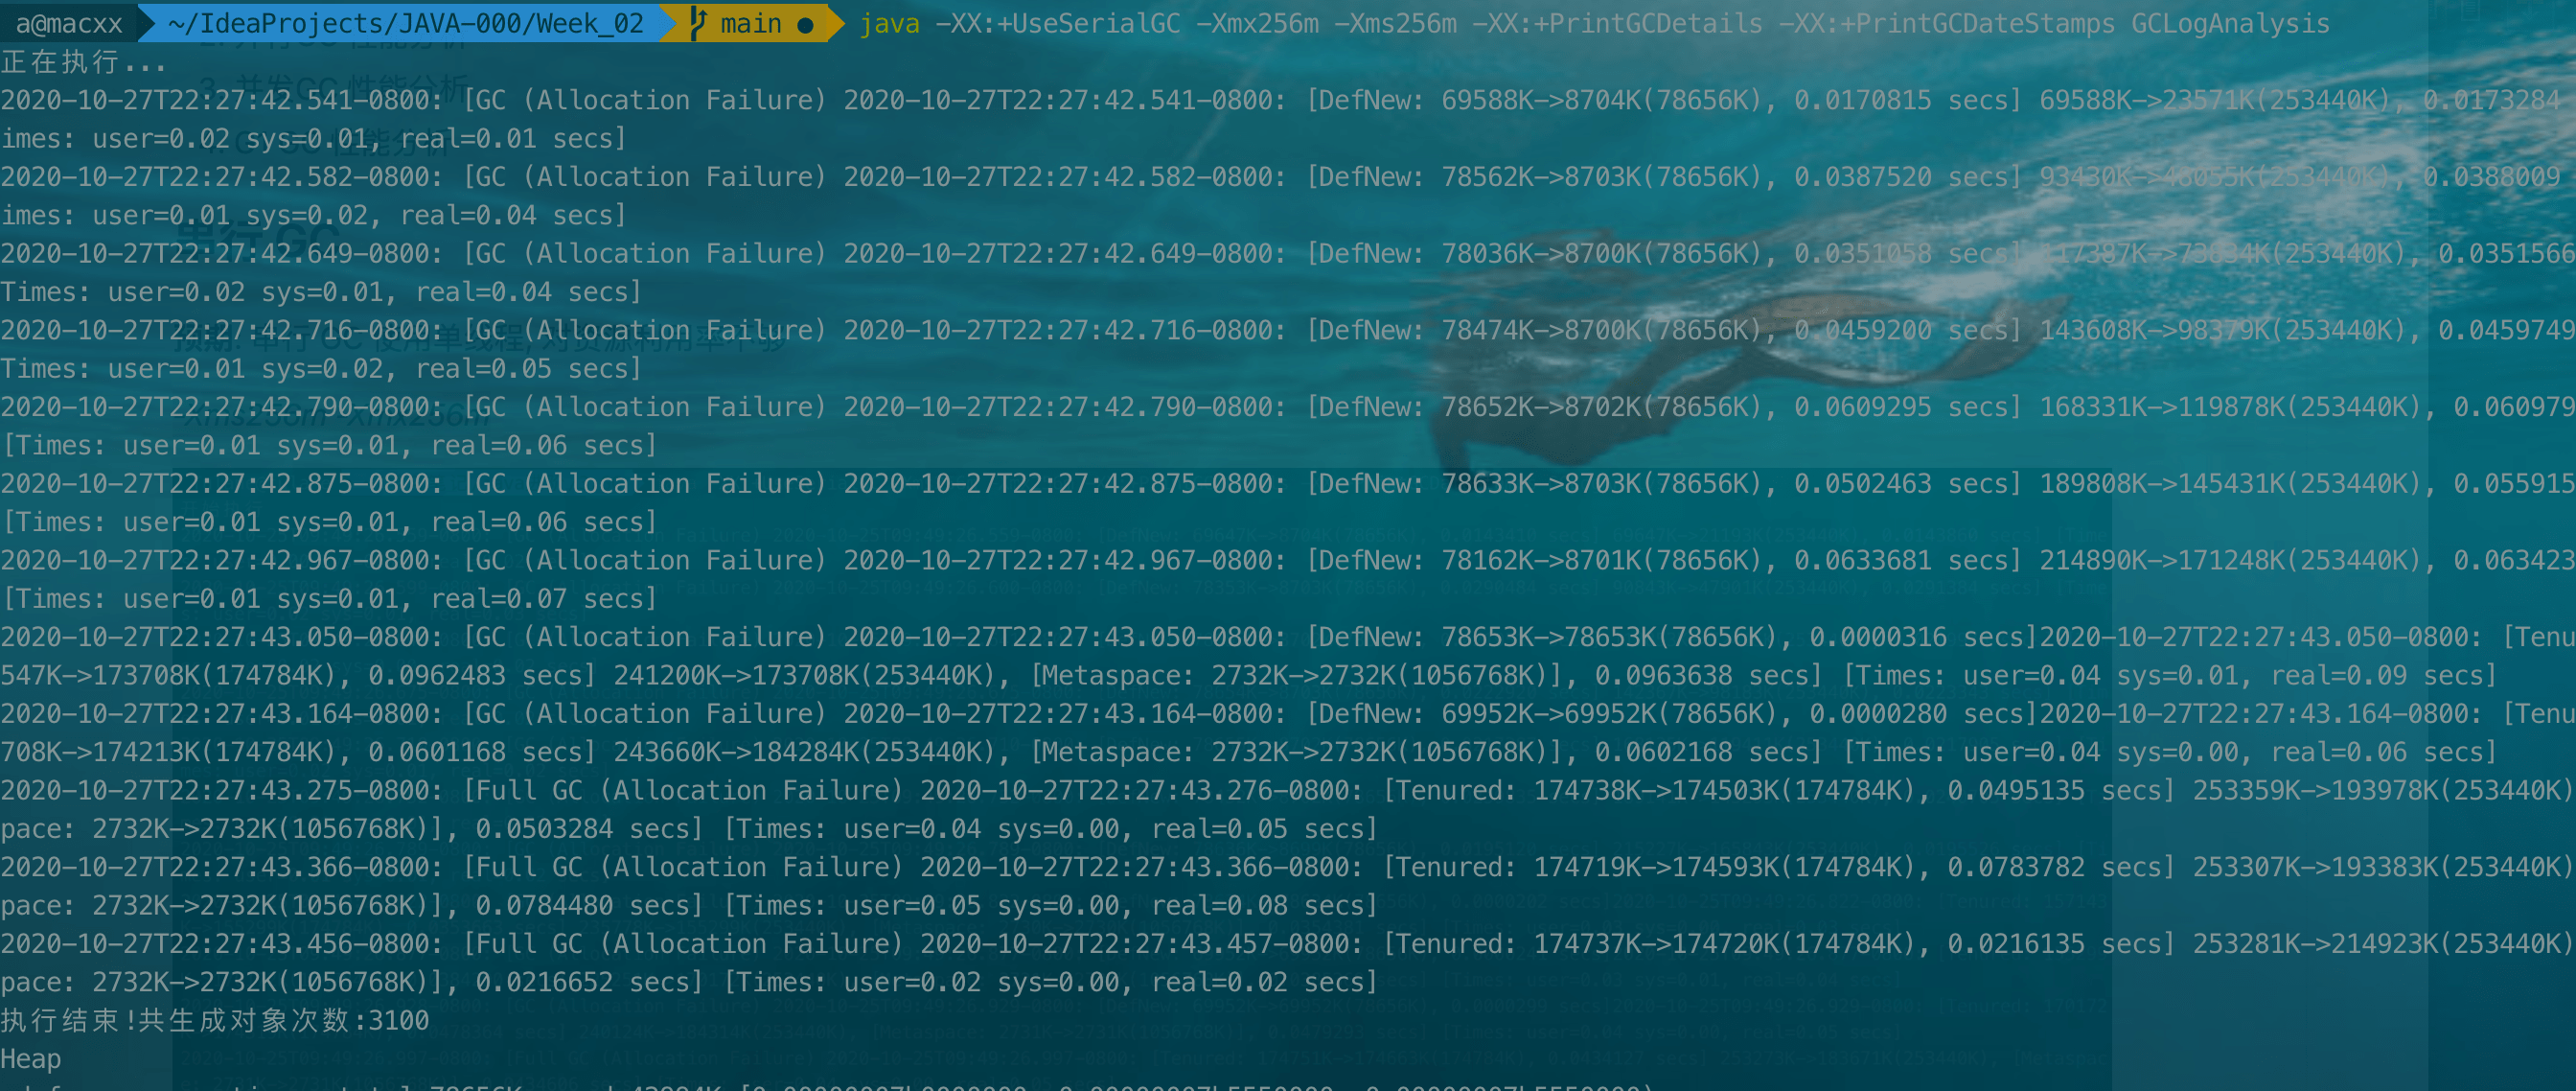 a@macxx ~/IdeaProjects/JAVA-000/Week_02 main ● java -XX:+UseSerialGC -Xmx256m -Xms256m -XX:+PrintGCDetails -XX:+PrintGCDateStamps GCLogAnalysis
正在执行...
2020-10-27T22:27:42.541-0800: [GC (Allocation Failure) 2020-10-27T22:27:42.541-0800: [DefNew: 69588K->8704K(78656K), 0.0170815 secs] 69588K->23571K(253440K), 0.0173284
imes: user=0.02 sys=0.01, real=0.01 secs]
2020-10-27T22:27:42.582-0800: [GC (Allocation Failure) 2020-10-27T22:27:42.582-0800: [DefNew: 78562K->8703K(78656K), 0.0387520 secs] 93430K->48055K(253440K), 0.0388009
imes: user=0.01 sys=0.02, real=0.04 secs]
2020-10-27T22:27:42.649-0800: [GC (Allocation Failure) 2020-10-27T22:27:42.649-0800: [DefNew: 78036K->8700K(78656K), 0.0351058 secs] 117387K->73834K(253440K), 0.0351566
Times: user=0.02 sys=0.01, real=0.04 secs]
2020-10-27T22:27:42.716-0800: [GC (Allocation Failure) 2020-10-27T22:27:42.716-0800: [DefNew: 78474K->8700K(78656K), 0.0459200 secs] 143608K->98379K(253440K), 0.0459749
Times: user=0.01 sys=0.02, real=0.05 secs]
2020-10-27T22:27:42.790-0800: [GC (Allocation Failure) 2020-10-27T22:27:42.790-0800: [DefNew: 78652K->8702K(78656K), 0.0609295 secs] 168331K->119878K(253440K), 0.060979
[Times: user=0.01 sys=0.01, real=0.06 secs]
2020-10-27T22:27:42.875-0800: [GC (Allocation Failure) 2020-10-27T22:27:42.875-0800: [DefNew: 78633K->8703K(78656K), 0.0502463 secs] 189808K->145431K(253440K), 0.055915
[Times: user=0.01 sys=0.01, real=0.06 secs]
2020-10-27T22:27:42.967-0800: [GC (Allocation Failure) 2020-10-27T22:27:42.967-0800: [DefNew: 78162K->8701K(78656K), 0.0633681 secs] 214890K->171248K(253440K), 0.063423
[Times: user=0.01 sys=0.01, real=0.07 secs]
2020-10-27T22:27:43.050-0800: [GC (Allocation Failure) 2020-10-27T22:27:43.050-0800: [DefNew: 78653K->78653K(78656K), 0.0000316 secs]2020-10-27T22:27:43.050-0800: [Tenu
547K->173708K(174784K), 0.0962483 secs] 241200K->173708K(253440K), [Metaspace: 2732K->2732K(1056768K)], 0.0963638 secs] [Times: user=0.04 sys=0.01, real=0.09 secs]
2020-10-27T22:27:43.164-0800: [GC (Allocation Failure) 2020-10-27T22:27:43.164-0800: [DefNew: 69952K->69952K(78656K), 0.0000280 secs]2020-10-27T22:27:43.164-0800: [Tenu
708K->174213K(174784K), 0.0601168 secs] 243660K->184284K(253440K), [Metaspace: 2732K->2732K(1056768K)], 0.0602168 secs] [Times: user=0.04 sys=0.00, real=0.06 secs]
2020-10-27T22:27:43.275-0800: [Full GC (Allocation Failure) 2020-10-27T22:27:43.276-0800: [Tenured: 174738K->174503K(174784K), 0.0495135 secs] 253359K->193978K(253440K)
pace: 2732K->2732K(1056768K)], 0.0503284 secs] [Times: user=0.04 sys=0.00, real=0.05 secs]
2020-10-27T22:27:43.366-0800: [Full GC (Allocation Failure) 2020-10-27T22:27:43.366-0800: [Tenured: 174719K->174593K(174784K), 0.0783782 secs] 253307K->193383K(253440K)
pace: 2732K->2732K(1056768K)], 0.0784480 secs] [Times: user=0.05 sys=0.00, real=0.08 secs]
2020-10-27T22:27:43.456-0800: [Full GC (Allocation Failure) 2020-10-27T22:27:43.457-0800: [Tenured: 174737K->174720K(174784K), 0.0216135 secs] 253281K->214923K(253440K)
pace: 2732K->2732K(1056768K)], 0.0216652 secs] [Times: user=0.02 sys=0.00, real=0.02 secs]
执行结束!共生成对象次数:3100
Heap